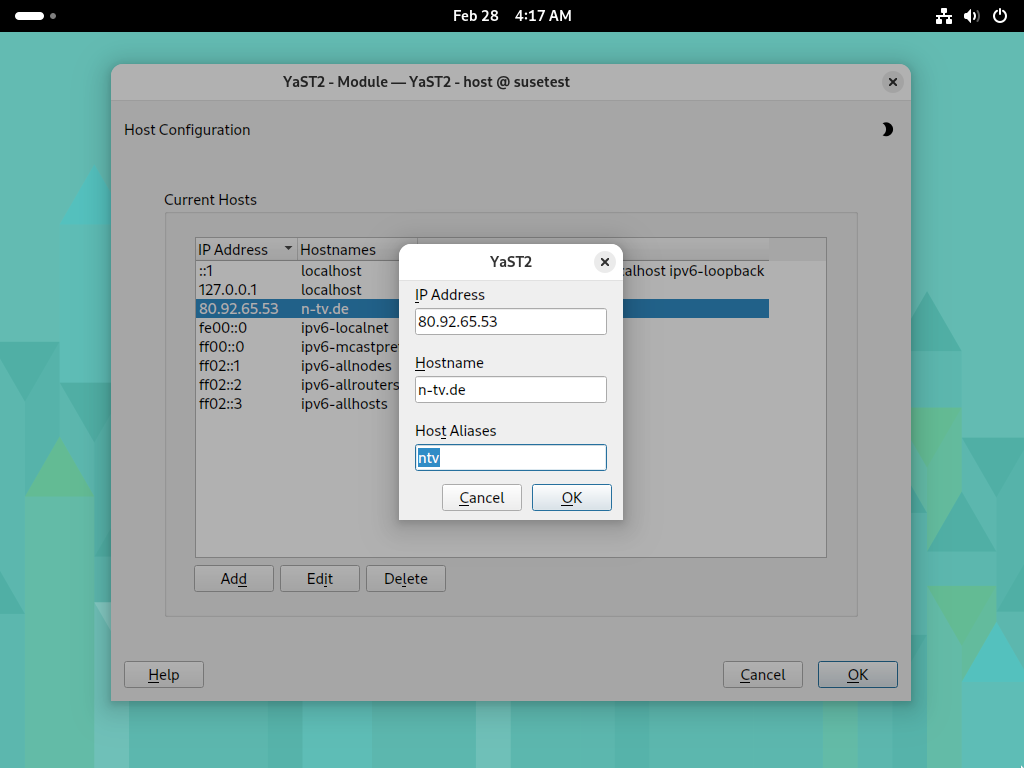 Feb 28 4:17 AM
YaST2 - Module — YaST2 - host @ susetest
Host Configuration
Current Hosts
IP Address Hostnames
::1 localhost alhost ipv6-loopback
127.0.0.1 localhost
80.92.65.53 n-tv.de
fe00::0 ipv6-localnet
ff00::0 ipv6-mcastpre
ff02::1 ipv6-allnodes
ff02::2 ipv6-allrouters
ff02::3 ipv6-allhosts
YaST2
IP Address
80.92.65.53
Hostname
n-tv.de
Host Aliases
ntv
Cancel OK
Add Edit Delete
Help Cancel OK